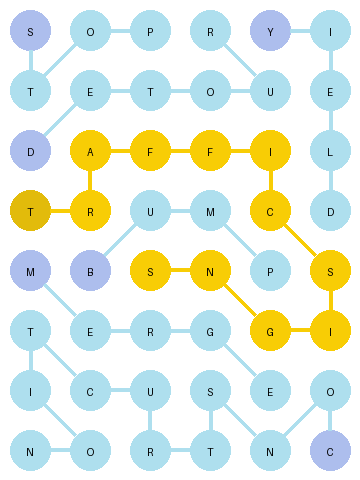 S O P R Y I
T E T O U E
D A F F I L
T R U M C D
M B S N P S
T E R G G I
I C U S E O
N O R T N C